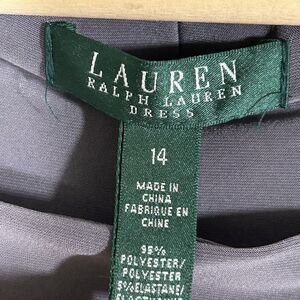 LAUREN
RALPH LAUREN
DRESS
14
MADE IN
CHINA
FABRIQUE EN
CHINE
95%
POLYESTER/
POLYESTER
5% ELASTANE/